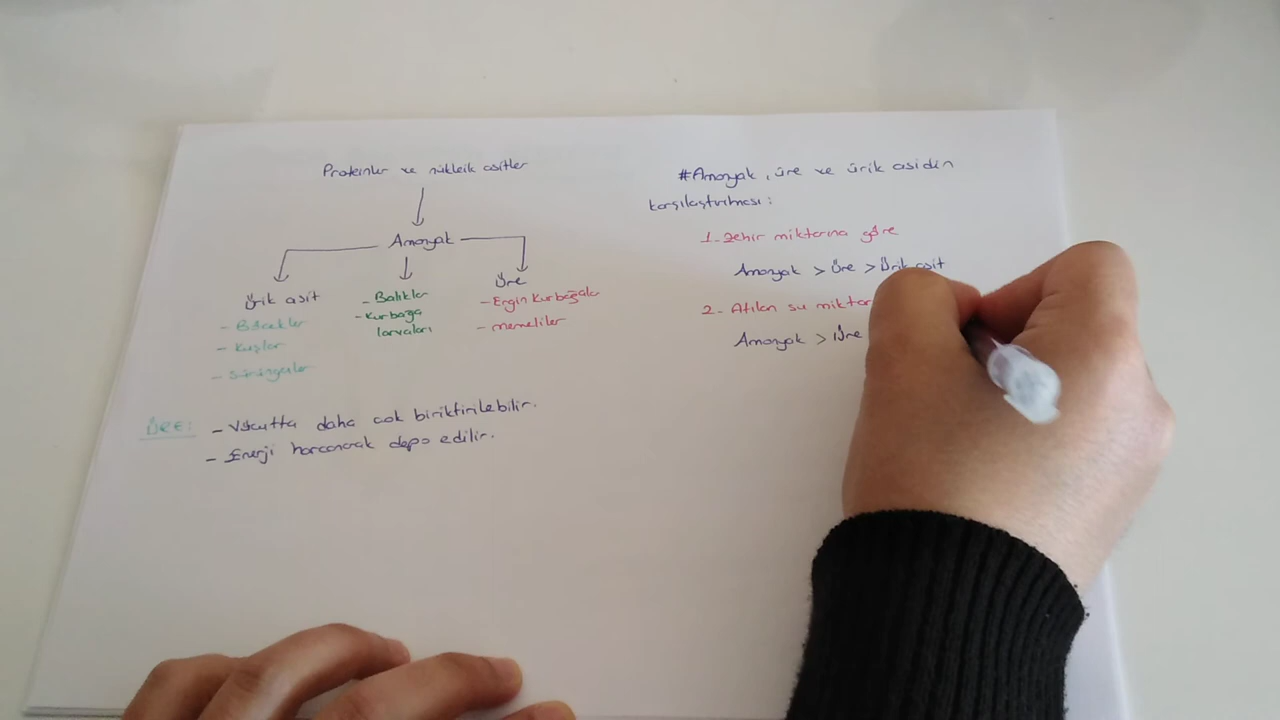 Proteinler ve nükleik asitler
Amonyak
Ürik asit
- Böcekler
- Kuşlar
- Sürüngenler
- Balıklar
- Kurbağa
larvaları
Üre
- Ergin Kurbağalar
- memeliler
ÜRE: - Vücutta daha çok biriktirilebilir.
- Enerji harcanarak depo edilir.
#Amonyak, üre ve ürik asidin
karşılaştırılması:
1. Zehir miktarına göre
Amonyak > Üre > Ürik asit
2. Atılan su miktar
Amonyak > Üre